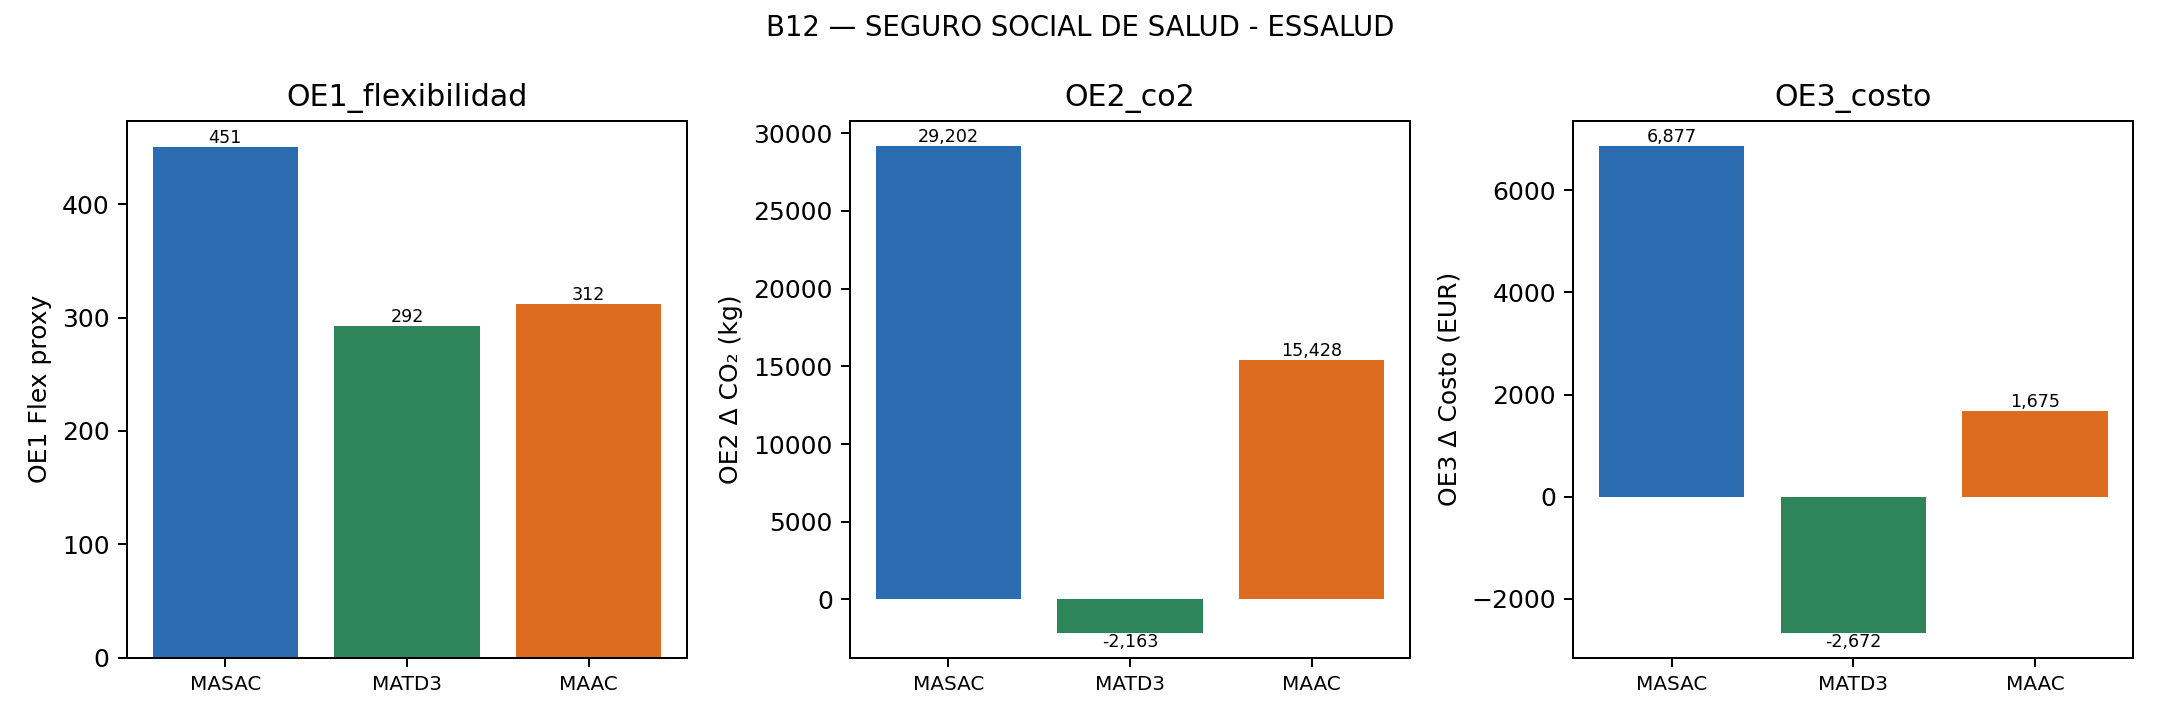 B12 — SEGURO SOCIAL DE SALUD - ESSALUD
OE1_flexibilidad
OE1 Flex proxy
400
300
200
100
0
451
292
312
MASAC
MATD3
MAAC
OE2_co2
OE2 Δ CO₂ (kg)
30000
25000
20000
15000
10000
5000
0
29,202
-2,163
15,428
MASAC
MATD3
MAAC
OE3_costo
OE3 Δ Costo (EUR)
6000
4000
2000
0
−2000
6,877
-2,672
1,675
MASAC
MATD3
MAAC